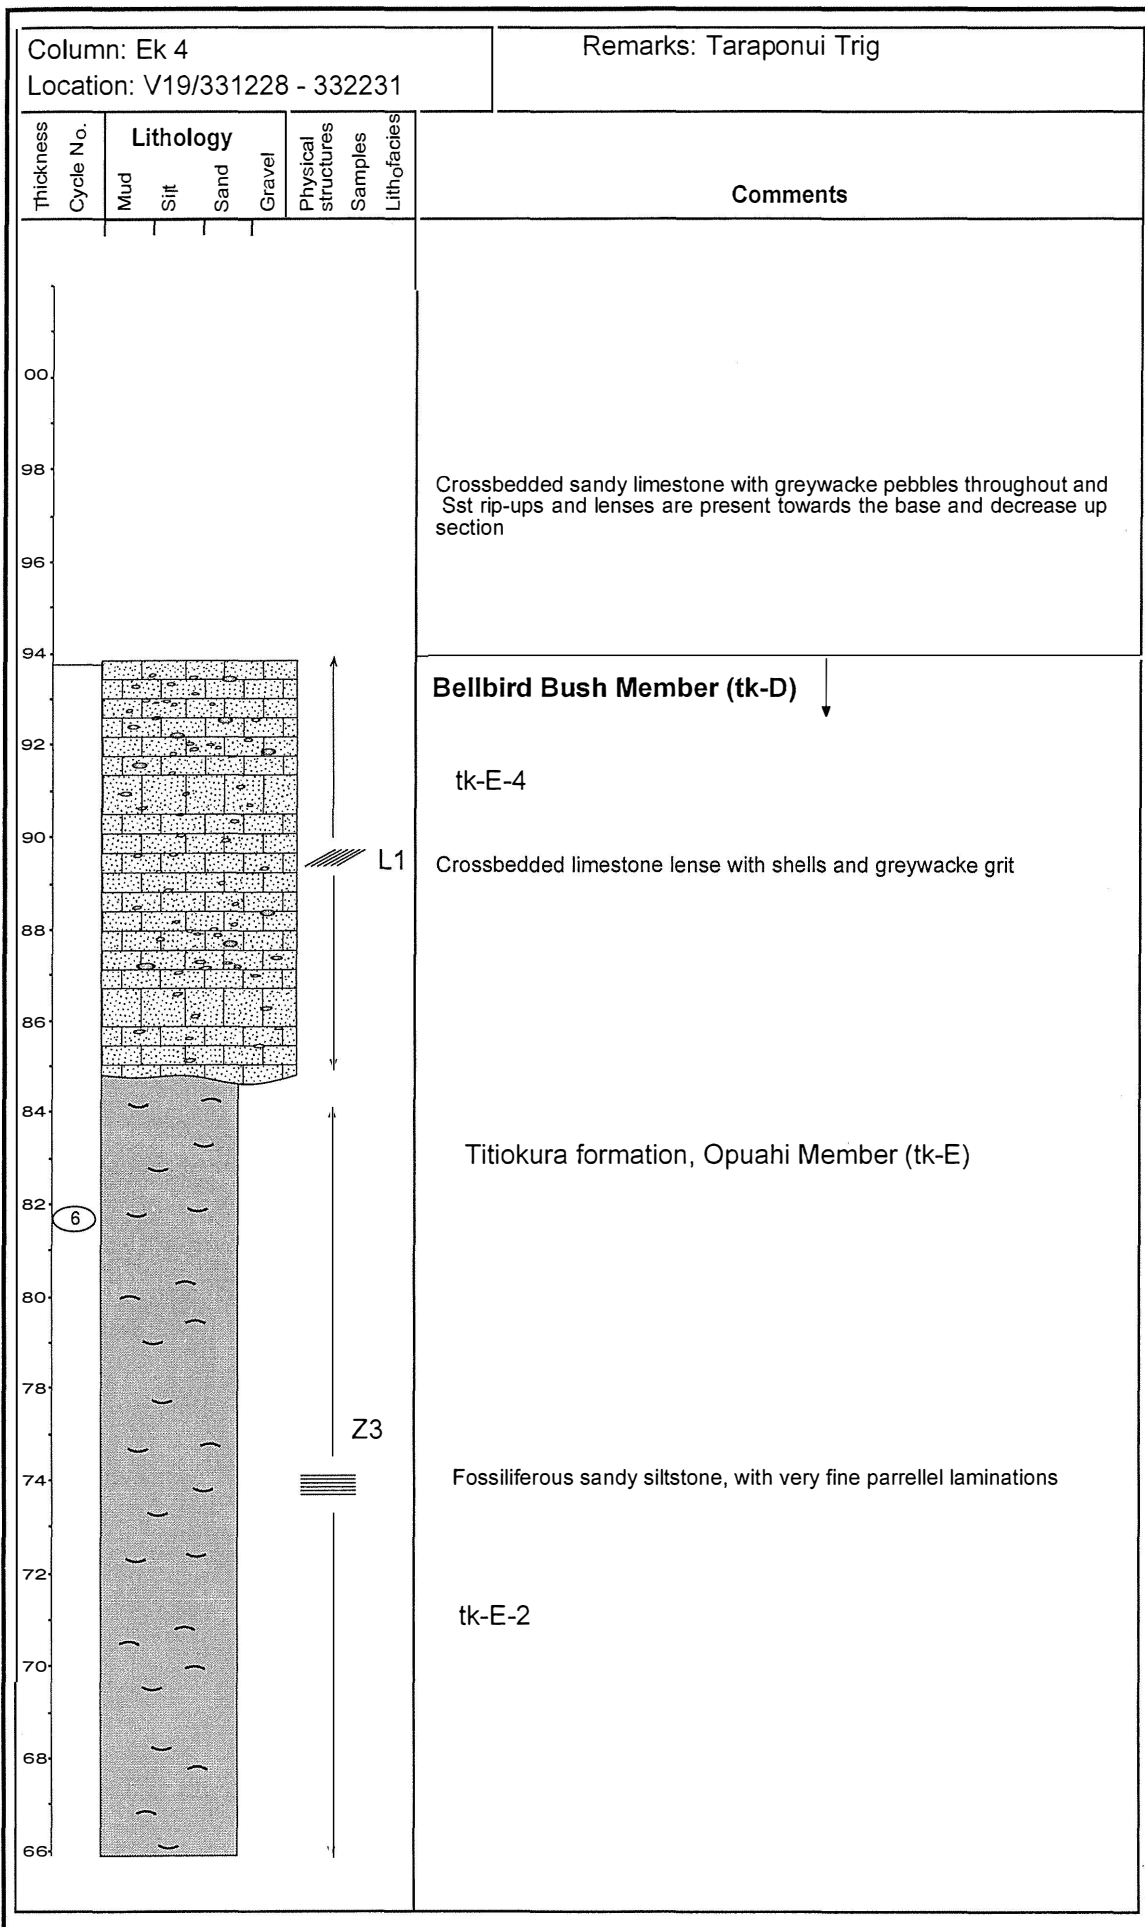 Column: Ek 4
Location: V19/331228 - 332231
Remarks: Taraponui Trig
Thickness
Cycle No.
Lithology
Mud
Silt
Sand
Gravel
Physical
structures
Samples
Lithofacies
Comments
00
98
Crossbedded sandy limestone with greywacke pebbles throughout and
Sst rip-ups and lenses are present towards the base and decrease up
section
96
94
Bellbird Bush Member (tk-D)
92
tk-E-4
90
L1
Crossbedded limestone lense with shells and greywacke grit
88
86
84
Titiokura formation, Opuahi Member (tk-E)
82
6
80
78
Z3
74
Fossiliferous sandy siltstone, with very fine parrellel laminations
72
tk-E-2
70
68
66